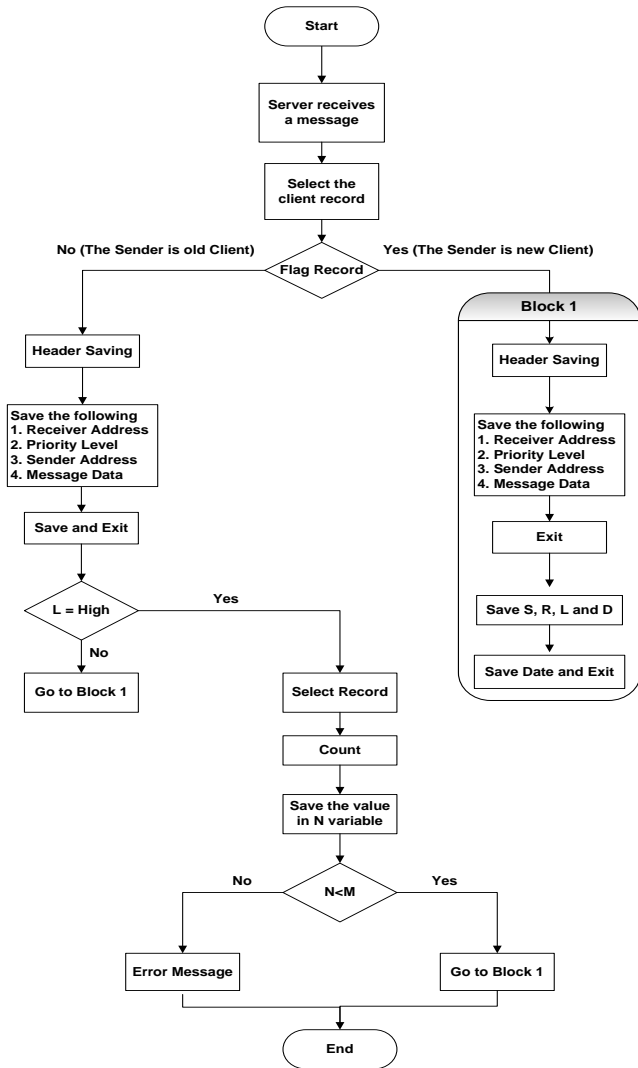 Start
Server receives
a message
Select the
client record
No (The Sender is old Client)
Yes (The Sender is new Client)
Flag Record
Block 1
Header Saving
Save the following
1. Receiver Address
2. Priority Level
3. Sender Address
4. Message Data
Save and Exit
L = High
Yes
No
Go to Block 1
Header Saving
Save the following
1. Receiver Address
2. Priority Level
3. Sender Address
4. Message Data
Exit
Save S, R, L and D
Save Date and Exit
Select Record
Count
Save the value
in N variable
No
N<M
Yes
Error Message
Go to Block 1
End